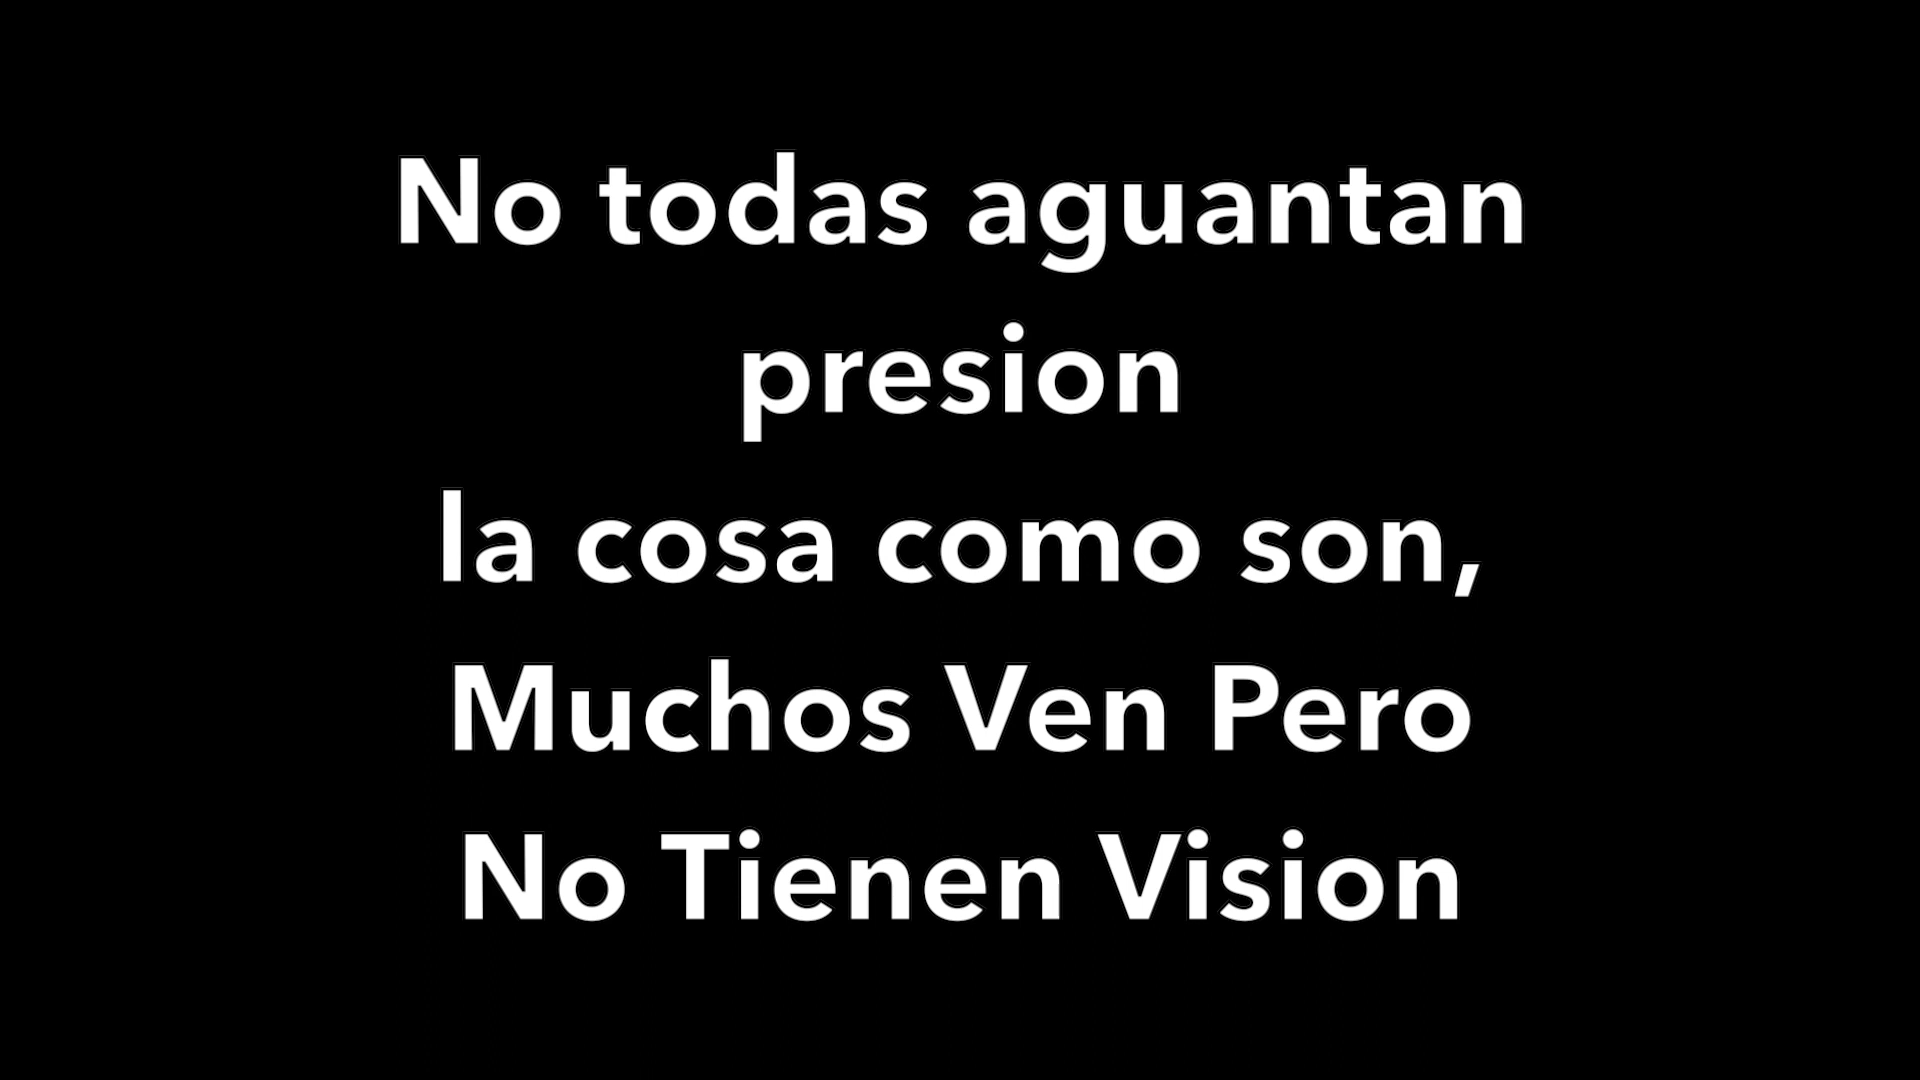 No todas aguantan
presion
la cosa como son,
Muchos Ven Pero
No Tienen Vision